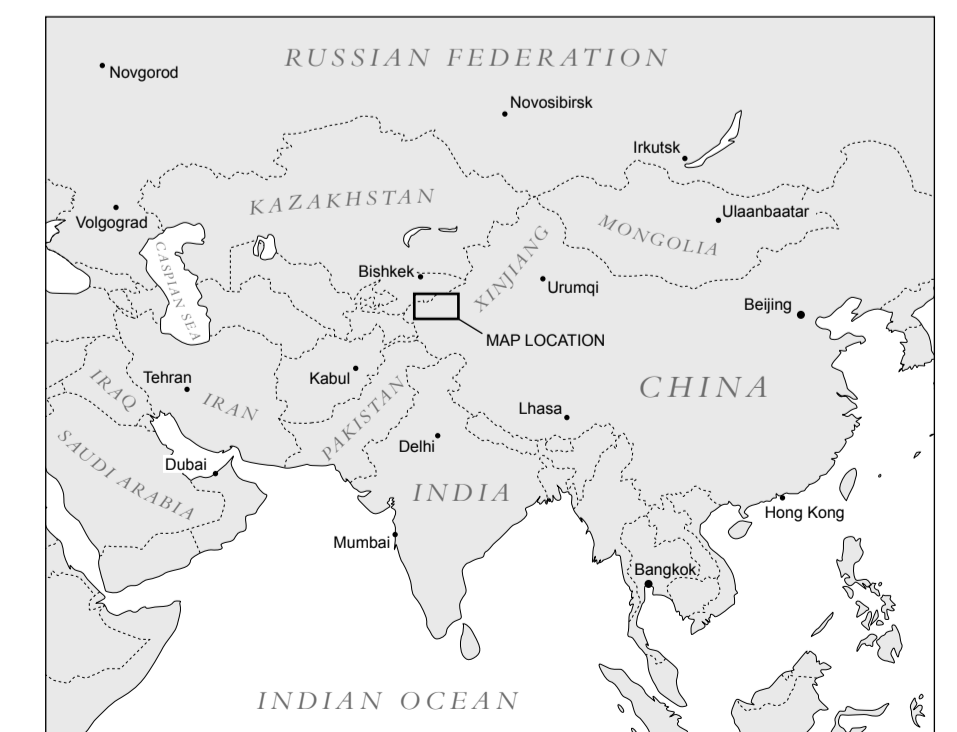 RUSSIAN FEDERATION
Novgorod
Novosibirsk
Irkutsk
KAZAKHSTAN
Volgograd
Ulaanbaatar
MONGOLIA
CASPIAN SEA
Bishkek
XINJIANG
Urumqi
Beijing
MAP LOCATION
Tehran
Kabul
IRAQ
IRAN
PAKISTAN
CHINA
Lhasa
Delhi
SAUDI ARABIA
Dubai
INDIA
Hong Kong
Mumbai
Bangkok
INDIAN OCEAN